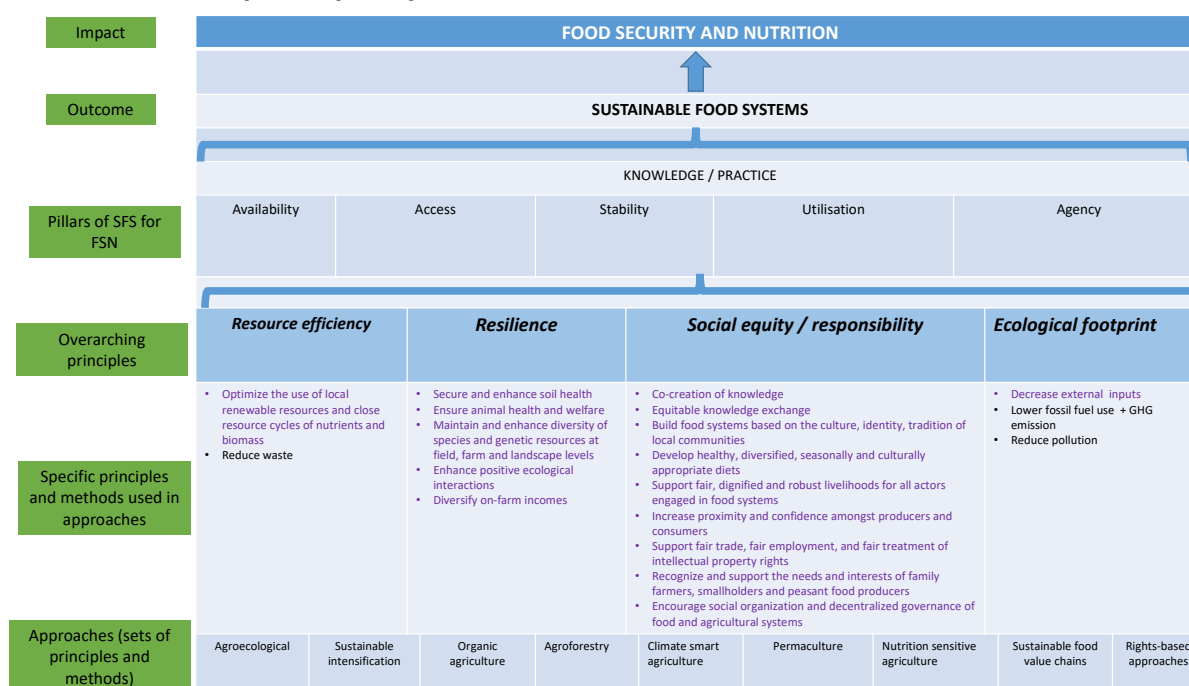 Impact
FOOD SECURITY AND NUTRITION
Outcome
SUSTAINABLE FOOD SYSTEMS
KNOWLEDGE / PRACTICE
Pillars of SFS for
FSN
Availability
Access
Stability
Utilisation
Agency
Overarching
principles
Resource efficiency
Resilience
Social equity / responsibility
Ecological footprint
Specific principles
and methods used in
approaches
• Optimize the use of local
renewable resources and close
resource cycles of nutrients and
biomass
• Reduce waste
• Secure and enhance soil health
• Ensure animal health and welfare
• Maintain and enhance diversity of
species and genetic resources at
field, farm and landscape levels
• Enhance positive ecological
interactions
• Diversify on-farm incomes
• Co-creation of knowledge
• Equitable knowledge exchange
• Build food systems based on the culture, identity, tradition of
local communities
• Develop healthy, diversified, seasonally and culturally
appropriate diets
• Support fair, dignified and robust livelihoods for all actors
engaged in food systems
• Increase proximity and confidence amongst producers and
consumers
• Support fair trade, fair employment, and fair treatment of
intellectual property rights
• Recognize and support the needs and interests of family
farmers, smallholders and peasant food producers
• Encourage social organization and decentralized governance of
food and agricultural systems
• Decrease external inputs
• Lower fossil fuel use + GHG
emission
• Reduce pollution
Approaches (sets of
principles and
methods)
Agroecological
Sustainable
intensification
Organic
agriculture
Agroforestry
Climate smart
agriculture
Permaculture
Nutrition sensitive
agriculture
Sustainable food
value chains
Rights-based
approaches